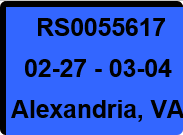 RS0055617
02-27 - 03-04
Alexandria, VA